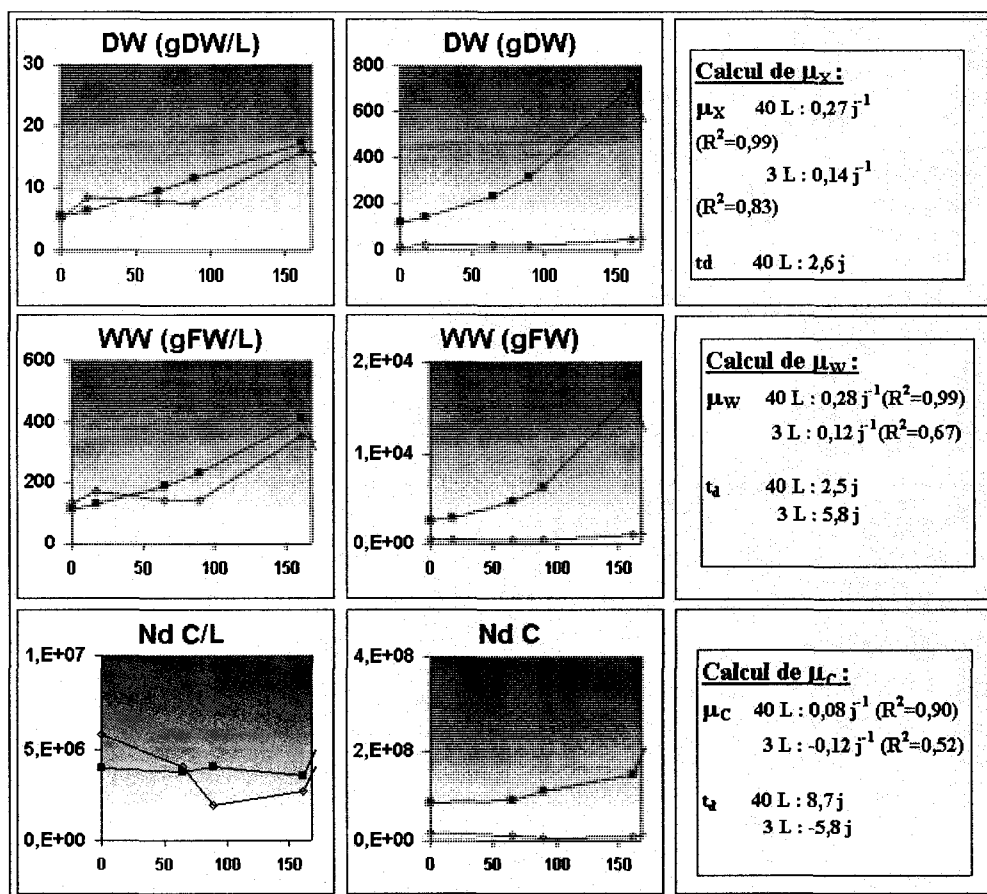 DW (gDW/L)
30
20
10
0
0 50 100 150
DW (gDW)
800
600
400
200
0
0 50 100 150
Calcul de μX :
μX 40 L : 0,27 j-1
(R2=0,99)
3 L : 0,14 j-1
(R2=0,83)
td 40 L : 2,6 j
WW (gFW/L)
600
400
200
0
0 50 100 150
WW (gFW)
2,E+04
1,E+04
0,E+00
0 50 100 150
Calcul de μW :
μW 40 L : 0,28 j-1(R2=0,99)
3 L : 0,12 j-1(R2=0,67)
td 40 L : 2,5 j
3 L : 5,8 j
Nd C/L
1,E+07
5,E+06
0,E+00
0 50 100 150
Nd C
4,E+08
2,E+08
0,E+00
0 50 100 150
Calcul de μC :
μC 40 L : 0,08 j-1 (R2=0,90)
3 L : -0,12 j-1 (R2=0,52)
td 40 L : 8,7 j
3 L : -5,8 j